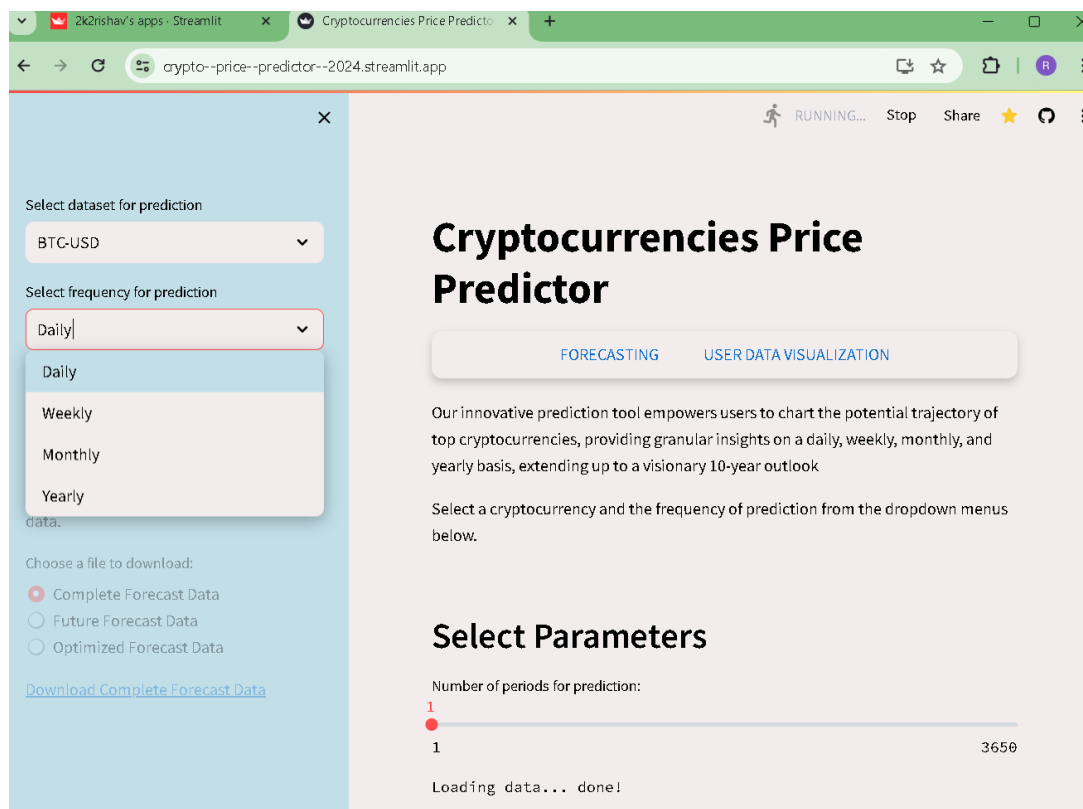 2k2rishav's apps · Streamlit
Cryptocurrencies Price Predicto
crypto--price--predictor--2024.streamlit.app
R
RUNNING...
Stop
Share
Select dataset for prediction
BTC-USD
Select frequency for prediction
Daily
Daily
Weekly
Monthly
Yearly
data.
Choose a file to download:
Complete Forecast Data
Future Forecast Data
Optimized Forecast Data
Download Complete Forecast Data
Cryptocurrencies Price
Predictor
FORECASTING
USER DATA VISUALIZATION
Our innovative prediction tool empowers users to chart the potential trajectory of
top cryptocurrencies, providing granular insights on a daily, weekly, monthly, and
yearly basis, extending up to a visionary 10-year outlook
Select a cryptocurrency and the frequency of prediction from the dropdown menus
below.
Select Parameters
Number of periods for prediction:
1
1
3650
Loading data... done!